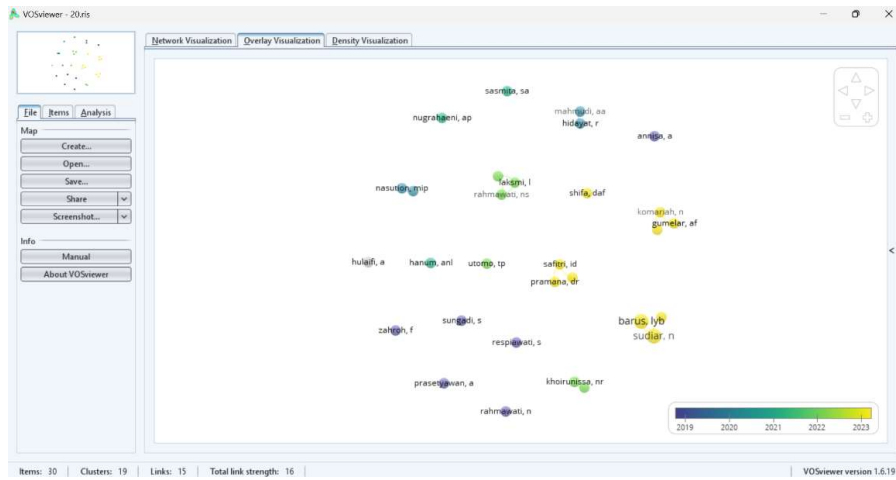 VOSviewer - 20.ris
Network Visualization Overlay Visualization Density Visualization
File Items Analysis
Map
Create...
Open...
Save...
Share
Screenshot...
Info
Manual
About VOSviewer
sasmita, sa
mahmudi, aa
nugrahaeni, ap
hidayat, r
annisa, a
laksmi, l
nasution, mip
rahmawati, ns
shifa, daf
komariah, n
gumelar, af
hulaifi, a
hanum, anl
utomo, tp
safitri, id
pramana, dr
sungadi, s
barus, lyb
zahroh, f
sudiar, n
respiawati, s
prasetyawan, a
khoirunissa, nr
rahmawati, n
2019 2020 2021 2022 2023
Items: 30 Clusters: 19 Links: 15 Total link strength: 16 VOSviewer version 1.6.19